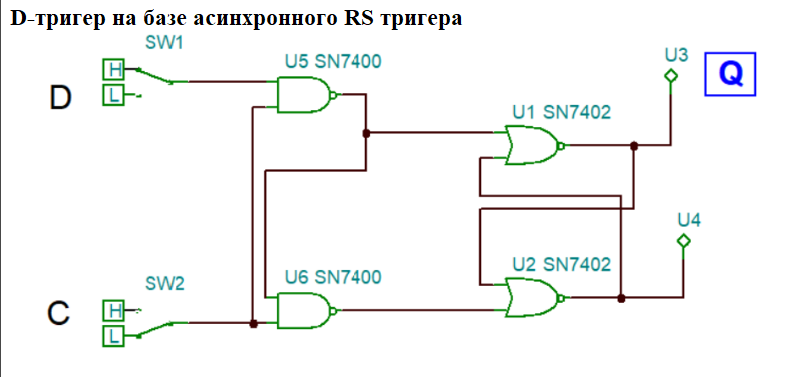 D-тригер на базе асинхронного RS тригера
SW1
U5 SN7400
U3
Q
H
D
L
U1 SN7402
U4
SW2
U6 SN7400
U2 SN7402
C
H
L